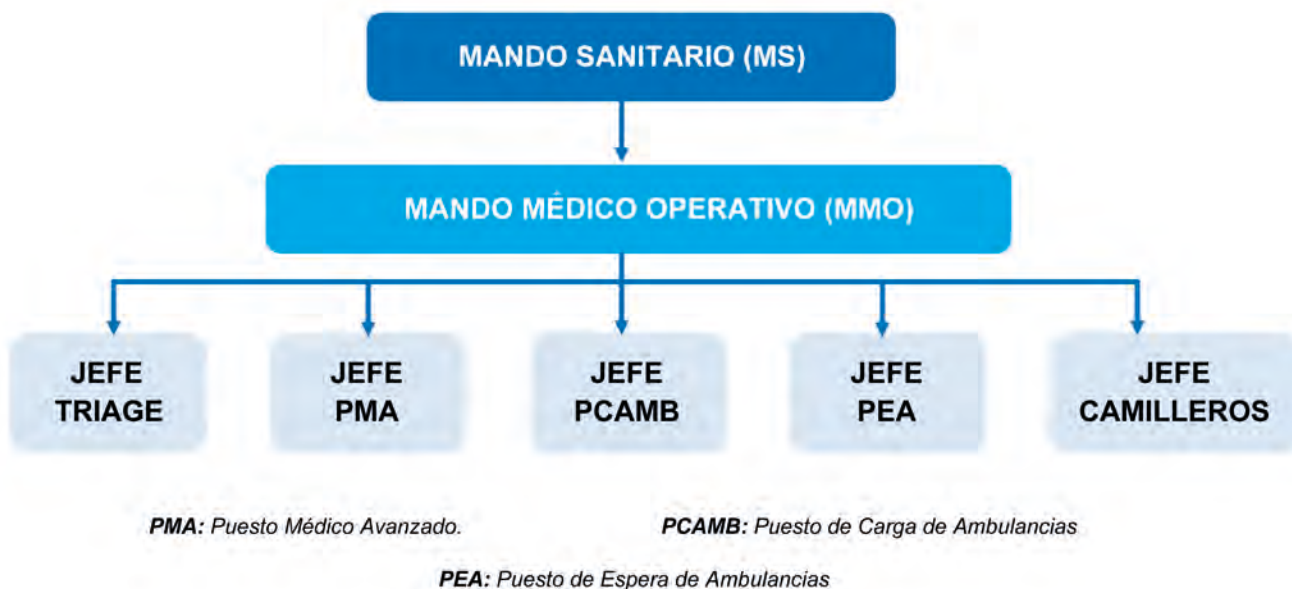 MANDO SANITARIO (MS)
MANDO MÉDICO OPERATIVO (MMO)
JEFE
TRIAGE
JEFE
PMA
JEFE
PCAMB
JEFE
PEA
JEFE
CAMILLEROS
PMA: Puesto Médico Avanzado.
PCAMB: Puesto de Carga de Ambulancias
PEA: Puesto de Espera de Ambulancias